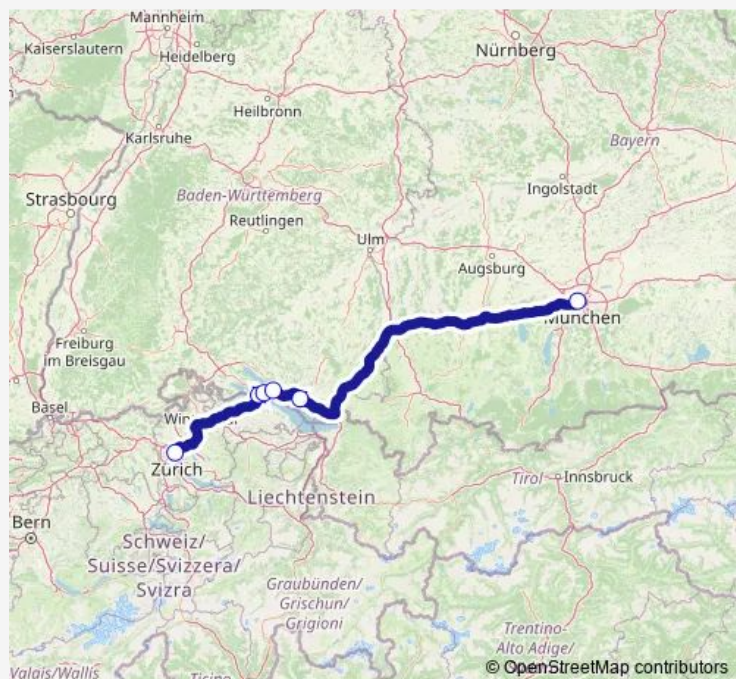 Mannheim
Kaiserslautern
Heidelberg
Nürnberg
Heilbronn
Karlsruhe
Bayern
Ingolstadt
Strasbourg
Baden-Württemberg
Reutlingen
Ulm
Augsburg
München
Freiburg
im Breisgau
Basel
Win
Zürich
Liechtenstein
Tirol
Innsbruck
Bern
Schweiz/
Suisse/Svizzera/
Svizra
Graubünden/
Grischun/
Grigioni
Trentino-
Alto Adige/
Valais/Wallis
Ticino
© OpenStreetMap contributors